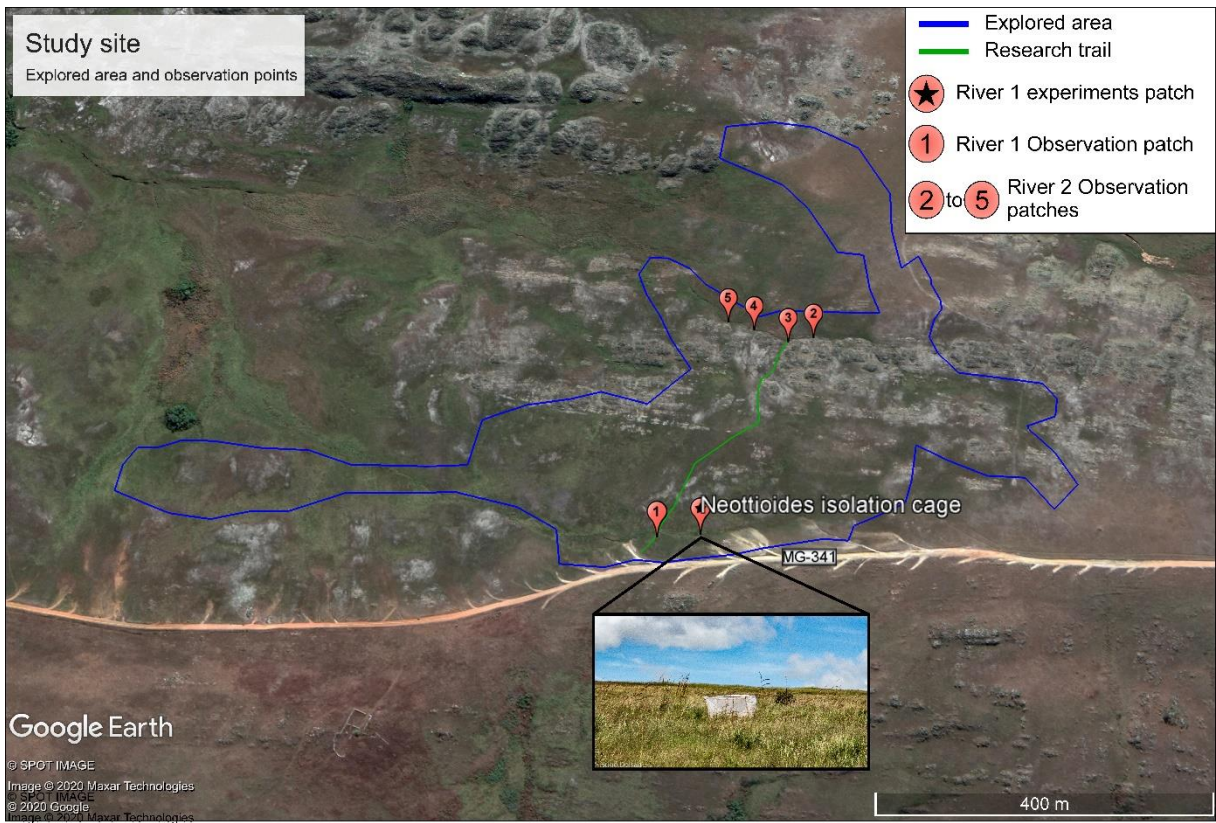 Study site
Explored area and observation points
Explored area
Research trail
River 1 experiments patch
1 River 1 Observation patch
2 to 5 River 2 Observation
patches
5
4
3
2
1
Neottioides isolation cage
MG-341
Google Earth
© SPOT IMAGE
Image © 2020 Maxar Technologies
© SPOT IMAGE
© 2020 Google
Image © 2020 Maxar Technologies
400 m